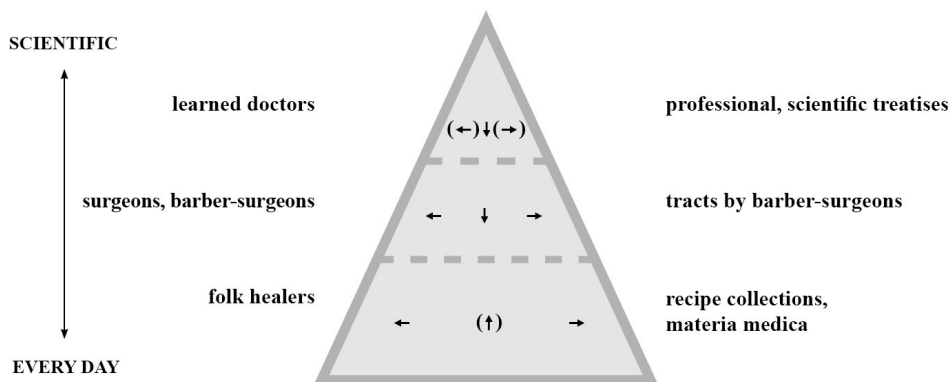 SCIENTIFIC
learned doctors
professional, scientific treatises
(←)↓(→)
surgeons, barber-surgeons
← ↓ →
tracts by barber-surgeons
folk healers
recipe collections,
materia medica
← (↑) →
EVERY DAY